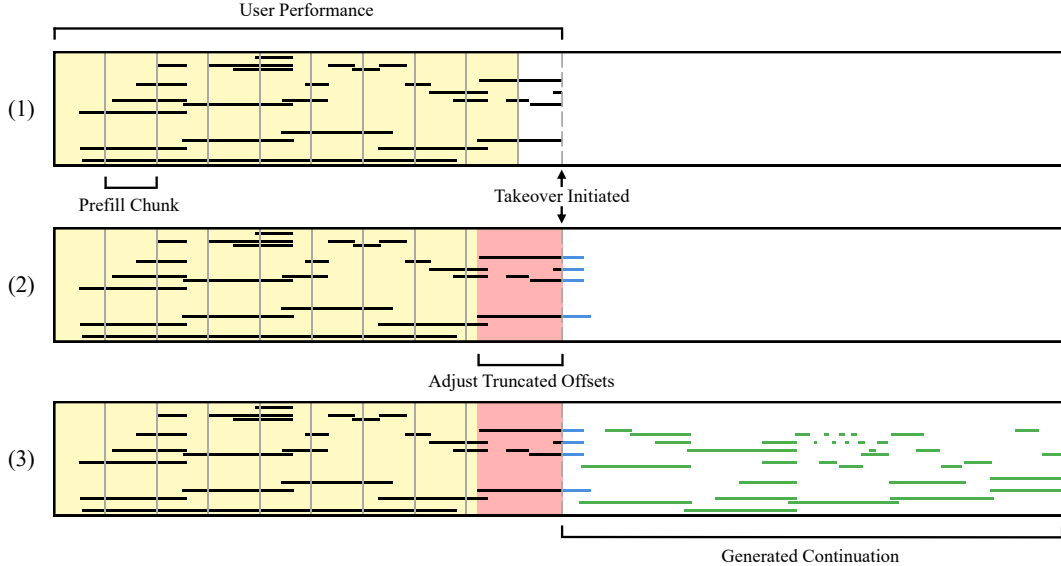 User Performance
(1)
Prefill Chunk
Takeover Initiated
(2)
Adjust Truncated Offsets
(3)
Generated Continuation